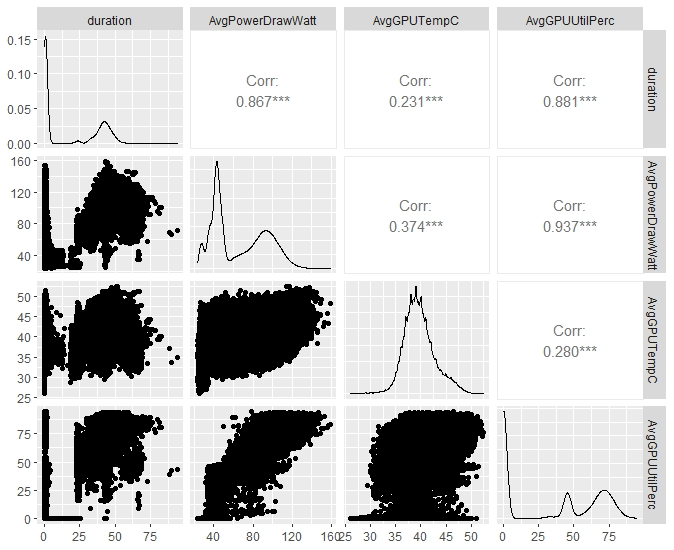 duration AvgPowerDrawWatt AvgGPUTempC AvgGPUUtilPerc
0.15
0.10
0.05
0.00
Corr:
0.867***
Corr:
0.231***
Corr:
0.881***
duration
160
120
80
40
Corr:
0.374***
Corr:
0.937***
AvgPowerDrawWatt
50
45
40
35
30
25
Corr:
0.280***
AvgGPUTempC
75
50
25
0
AvgGPUUtilPerc
0 25 50 75 40 80 120 160 25 30 35 40 45 50 0 25 50 75